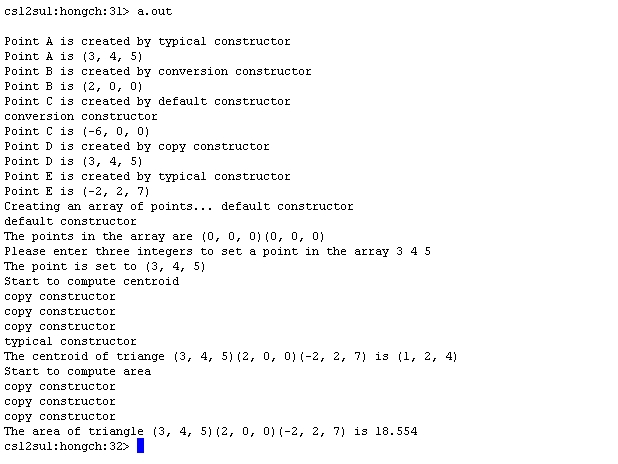 csl2su1:hongch:31> a.out
Point A is created by typical constructor
Point A is (3, 4, 5)
Point B is created by conversion constructor
Point B is (2, 0, 0)
Point C is created by default constructor
conversion constructor
Point C is (-6, 0, 0)
Point D is created by copy constructor
Point D is (3, 4, 5)
Point E is created by typical constructor
Point E is (-2, 2, 7)
Creating an array of points... default constructor
default constructor
The points in the array are (0, 0, 0)(0, 0, 0)
Please enter three integers to set a point in the array 3 4 5
The point is set to (3, 4, 5)
Start to compute centroid
copy constructor
copy constructor
copy constructor
typical constructor
The centroid of triange (3, 4, 5)(2, 0, 0)(-2, 2, 7) is (1, 2, 4)
Start to compute area
copy constructor
copy constructor
copy constructor
The area of triangle (3, 4, 5)(2, 0, 0)(-2, 2, 7) is 18.554
csl2su1:hongch:32>